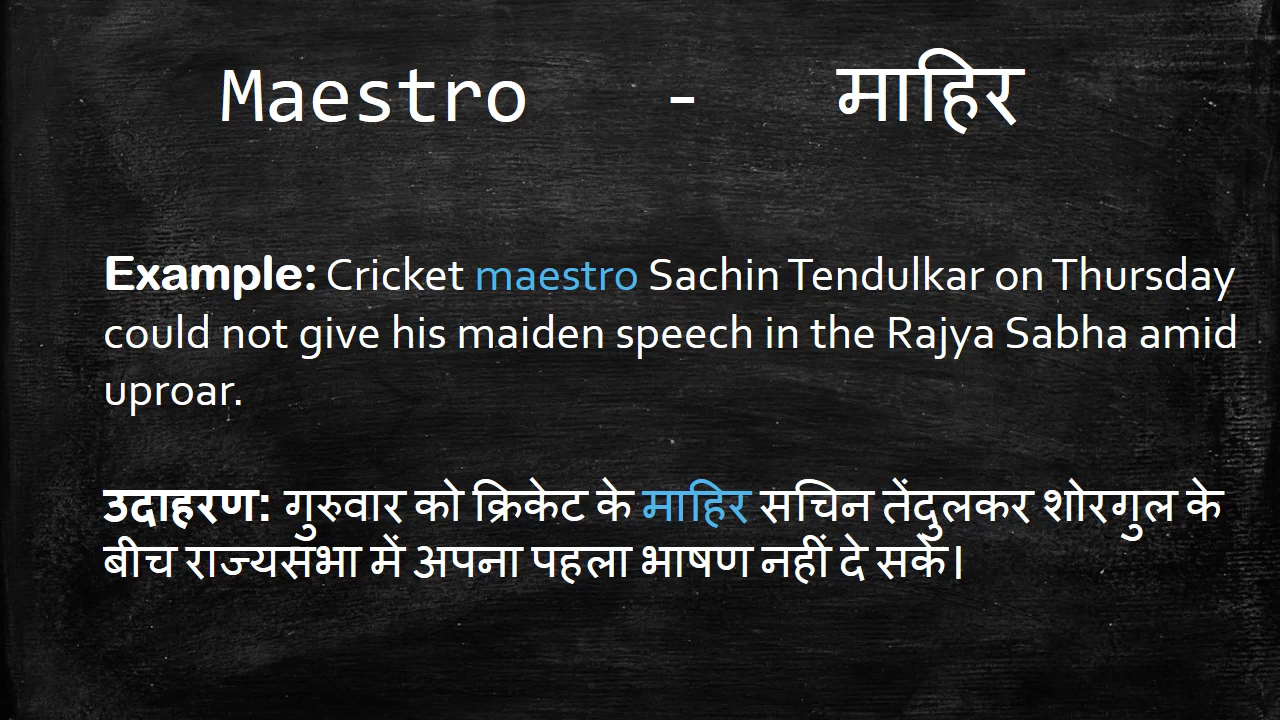 Maestro - माहिर
Example: Cricket maestro Sachin Tendulkar on Thursday
could not give his maiden speech in the Rajya Sabha amid
uproar.
उदाहरण: गुरुवार को क्रिकेट के माहिर सचिन तेंदुलकर शोरगुल के
बीच राज्यसभा में अपना पहला भाषण नहीं दे सके।